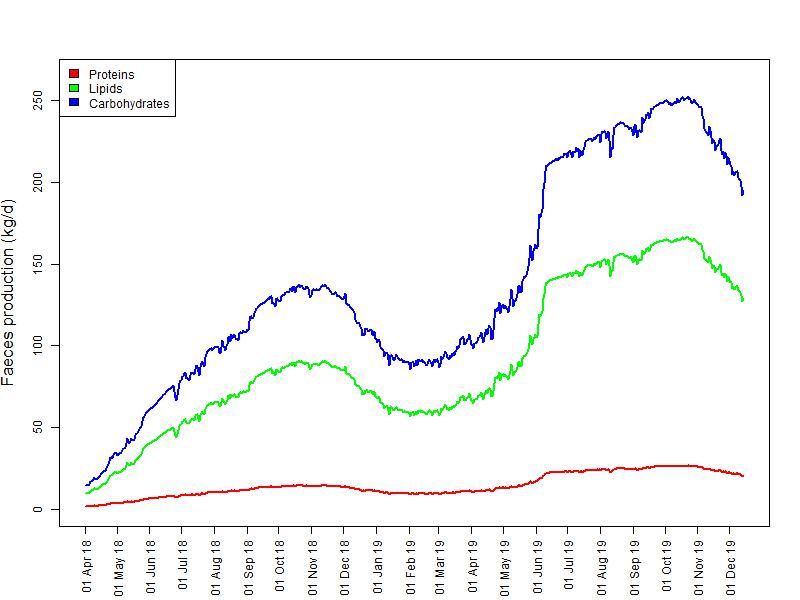 Proteins
Lipids
Carbohydrates
Faeces production (kg/d)
250
200
150
100
50
0
01 Apr 18
01 May 18
01 Jun 18
01 Jul 18
01 Aug 18
01 Sep 18
01 Oct 18
01 Nov 18
01 Dec 18
01 Jan 19
01 Feb 19
01 Mar 19
01 Apr 19
01 May 19
01 Jun 19
01 Jul 19
01 Aug 19
01 Sep 19
01 Oct 19
01 Nov 19
01 Dec 19